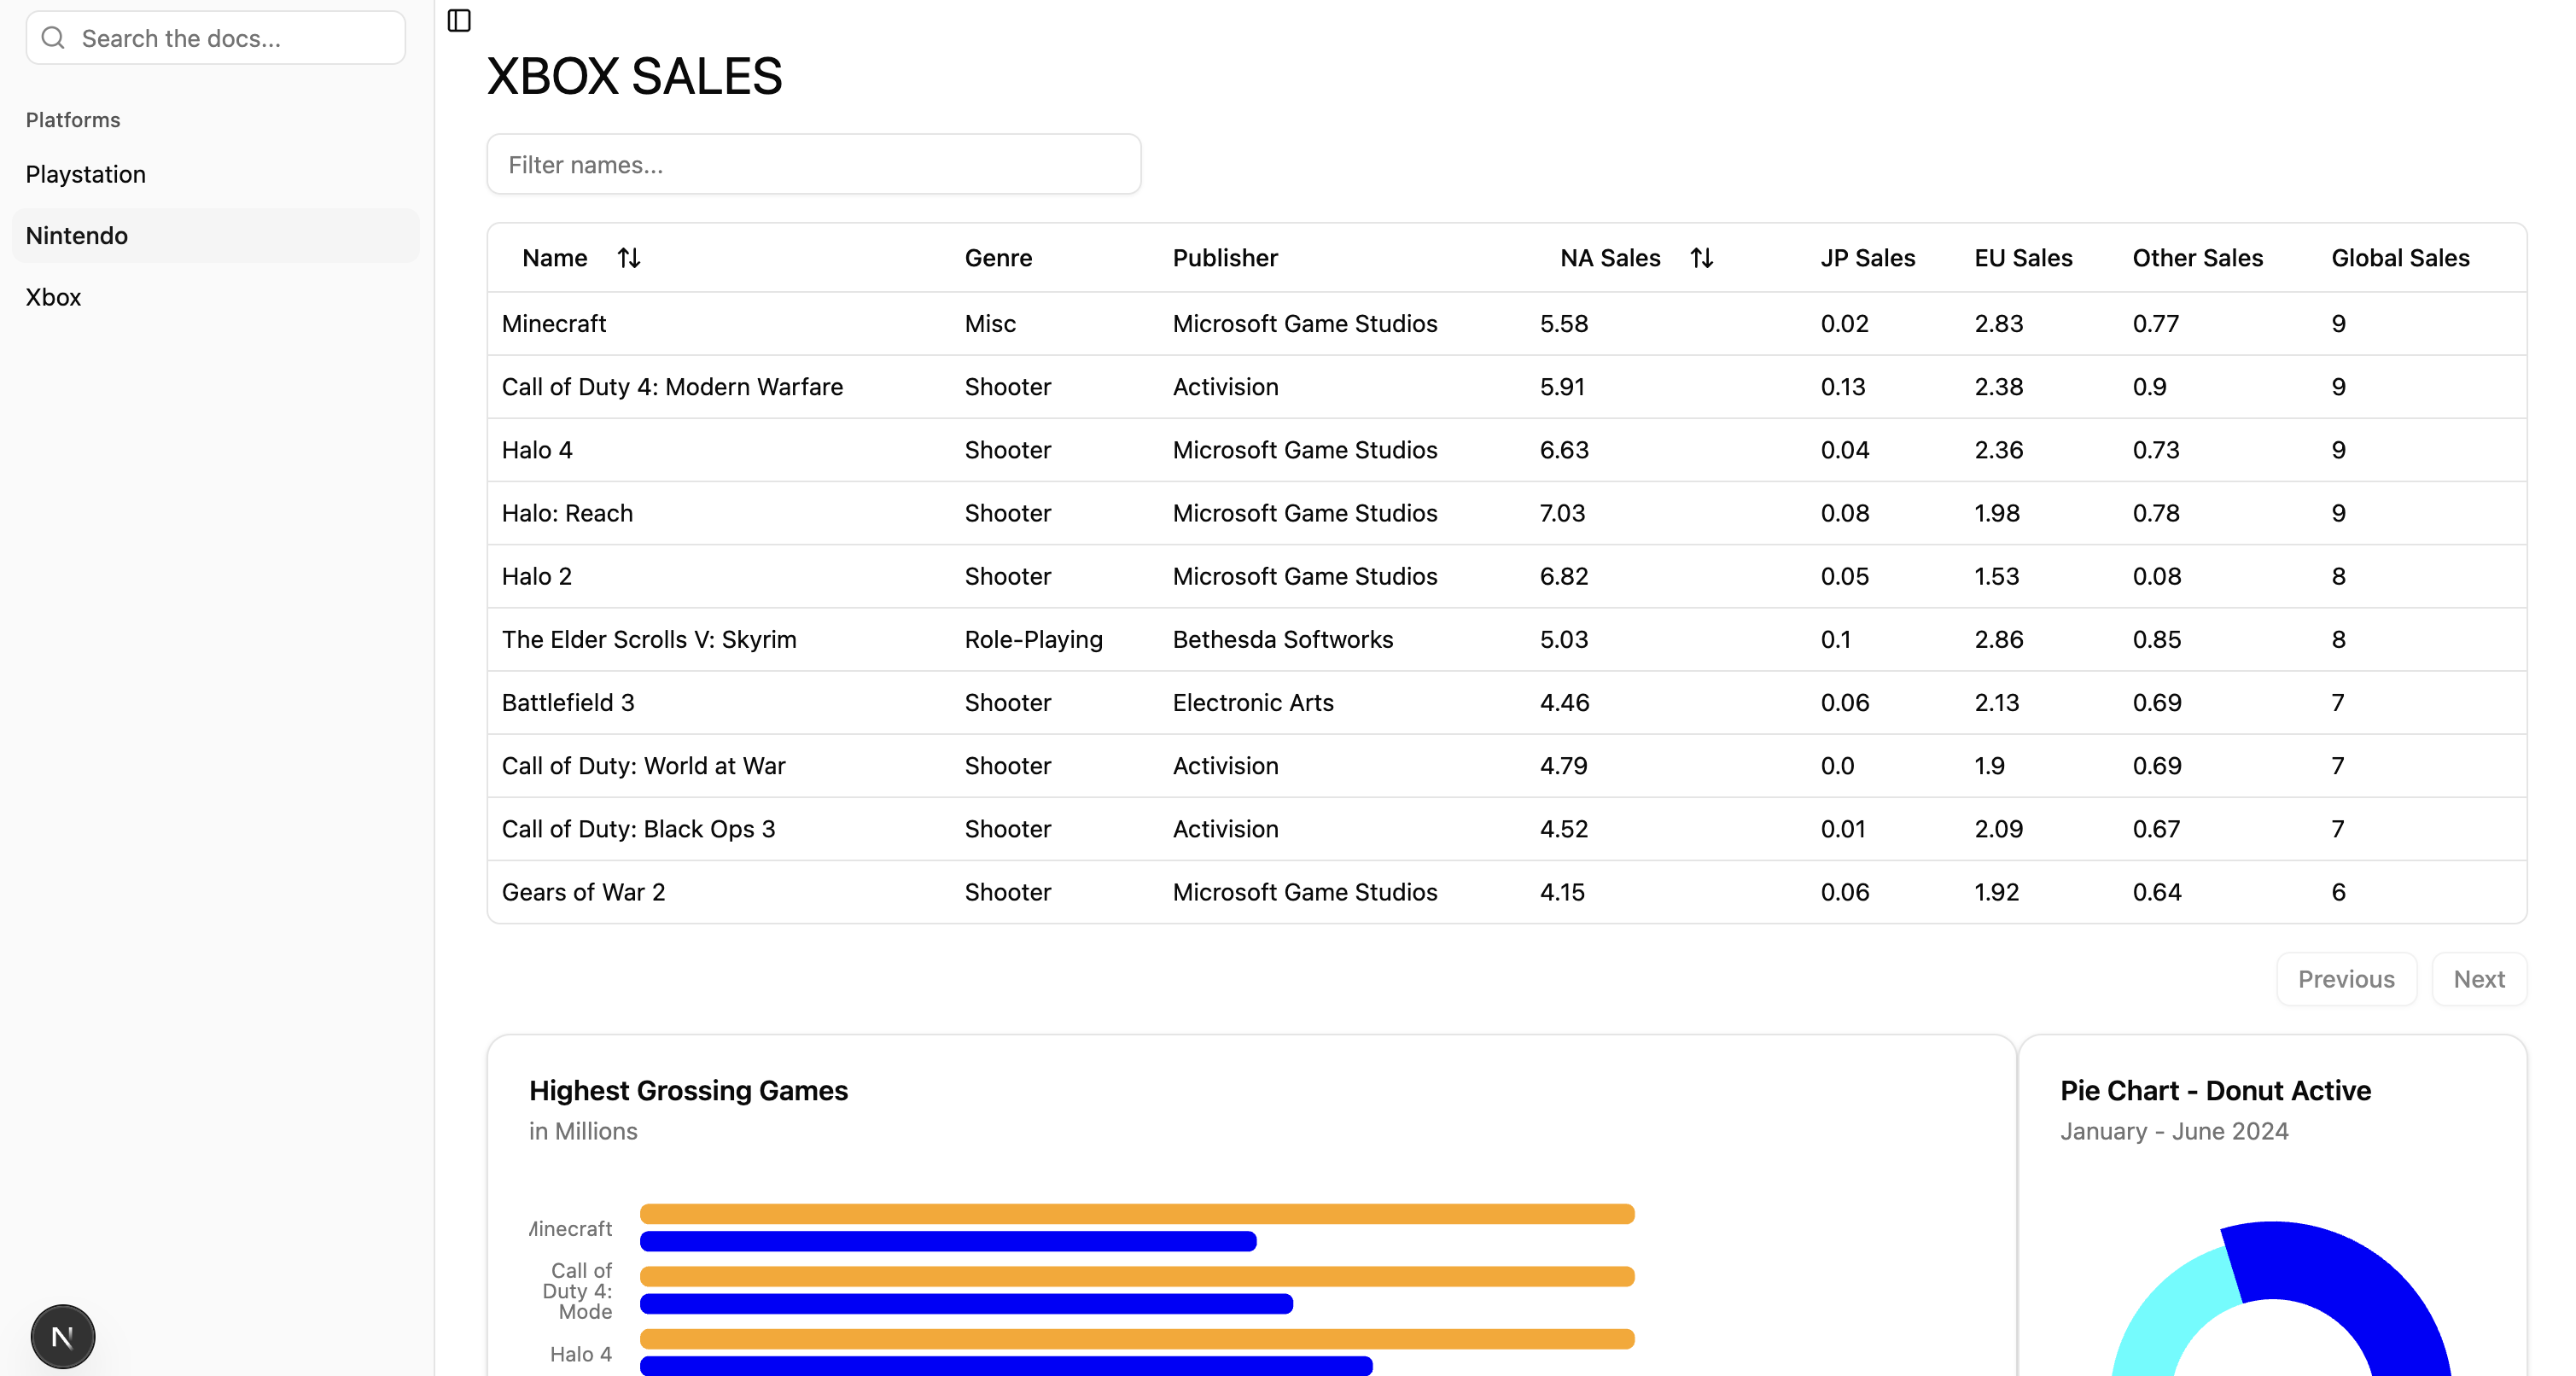 Search the docs...
Platforms
Playstation
Nintendo
Xbox
XBOX SALES
Filter names...
Name Genre Publisher NA Sales JP Sales EU Sales Other Sales Global Sales
Minecraft Misc Microsoft Game Studios 5.58 0.02 2.83 0.77 9
Call of Duty 4: Modern Warfare Shooter Activision 5.91 0.13 2.38 0.9 9
Halo 4 Shooter Microsoft Game Studios 6.63 0.04 2.36 0.73 9
Halo: Reach Shooter Microsoft Game Studios 7.03 0.08 1.98 0.78 9
Halo 2 Shooter Microsoft Game Studios 6.82 0.05 1.53 0.08 8
The Elder Scrolls V: Skyrim Role-Playing Bethesda Softworks 5.03 0.1 2.86 0.85 8
Battlefield 3 Shooter Electronic Arts 4.46 0.06 2.13 0.69 7
Call of Duty: World at War Shooter Activision 4.79 0.0 1.9 0.69 7
Call of Duty: Black Ops 3 Shooter Activision 4.52 0.01 2.09 0.67 7
Gears of War 2 Shooter Microsoft Game Studios 4.15 0.06 1.92 0.64 6
Previous Next
Highest Grossing Games
in Millions
Minecraft
Call of
Duty 4:
Mode
Halo 4
Pie Chart - Donut Active
January - June 2024
N